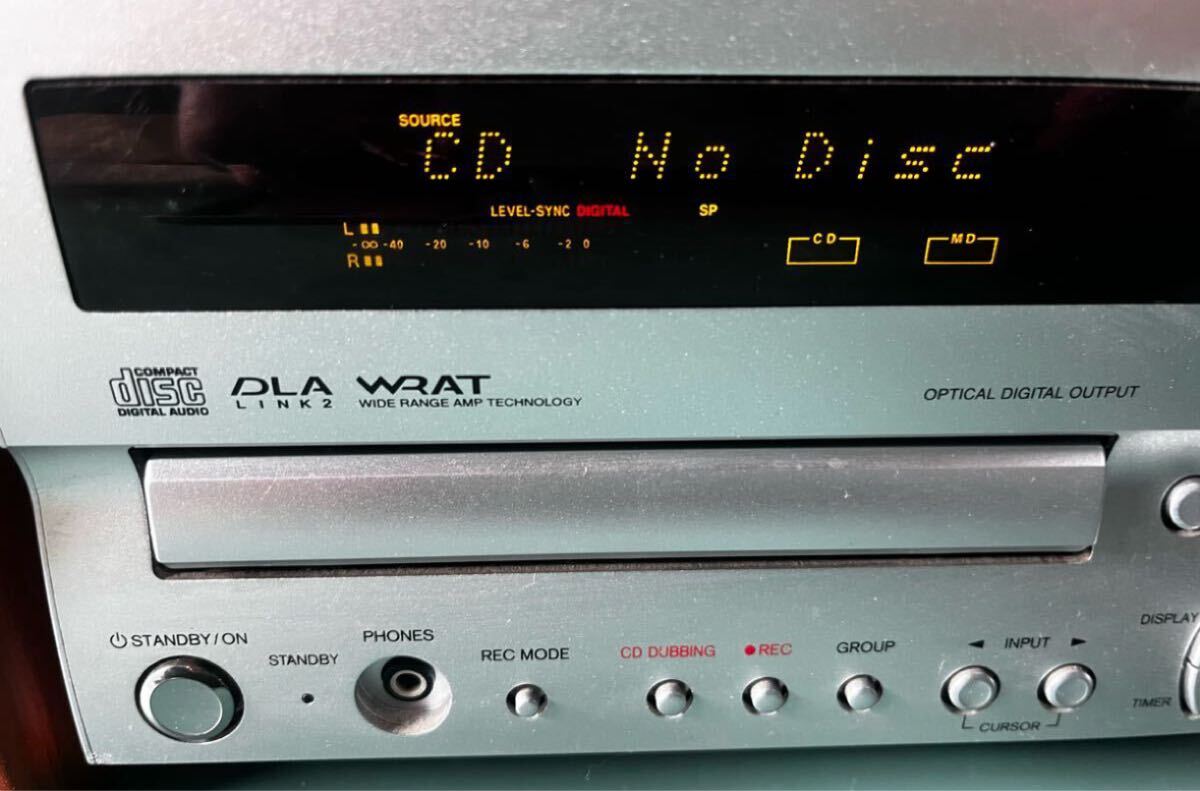 SOURCE
CD No Disc
LEVEL-SYNC DIGITAL SP
L
-∞ -40 -20 -10 -6 -2 0
R
CD MD
COMPACT
disc
DIGITAL AUDIO
DLA
LINK 2
WRAT
WIDE RANGE AMP TECHNOLOGY
OPTICAL DIGITAL OUTPUT
STANDBY/ON
STANDBY
PHONES
REC MODE
CD DUBBING
REC
GROUP
INPUT
CURSOR
DISPLAY
TIMER